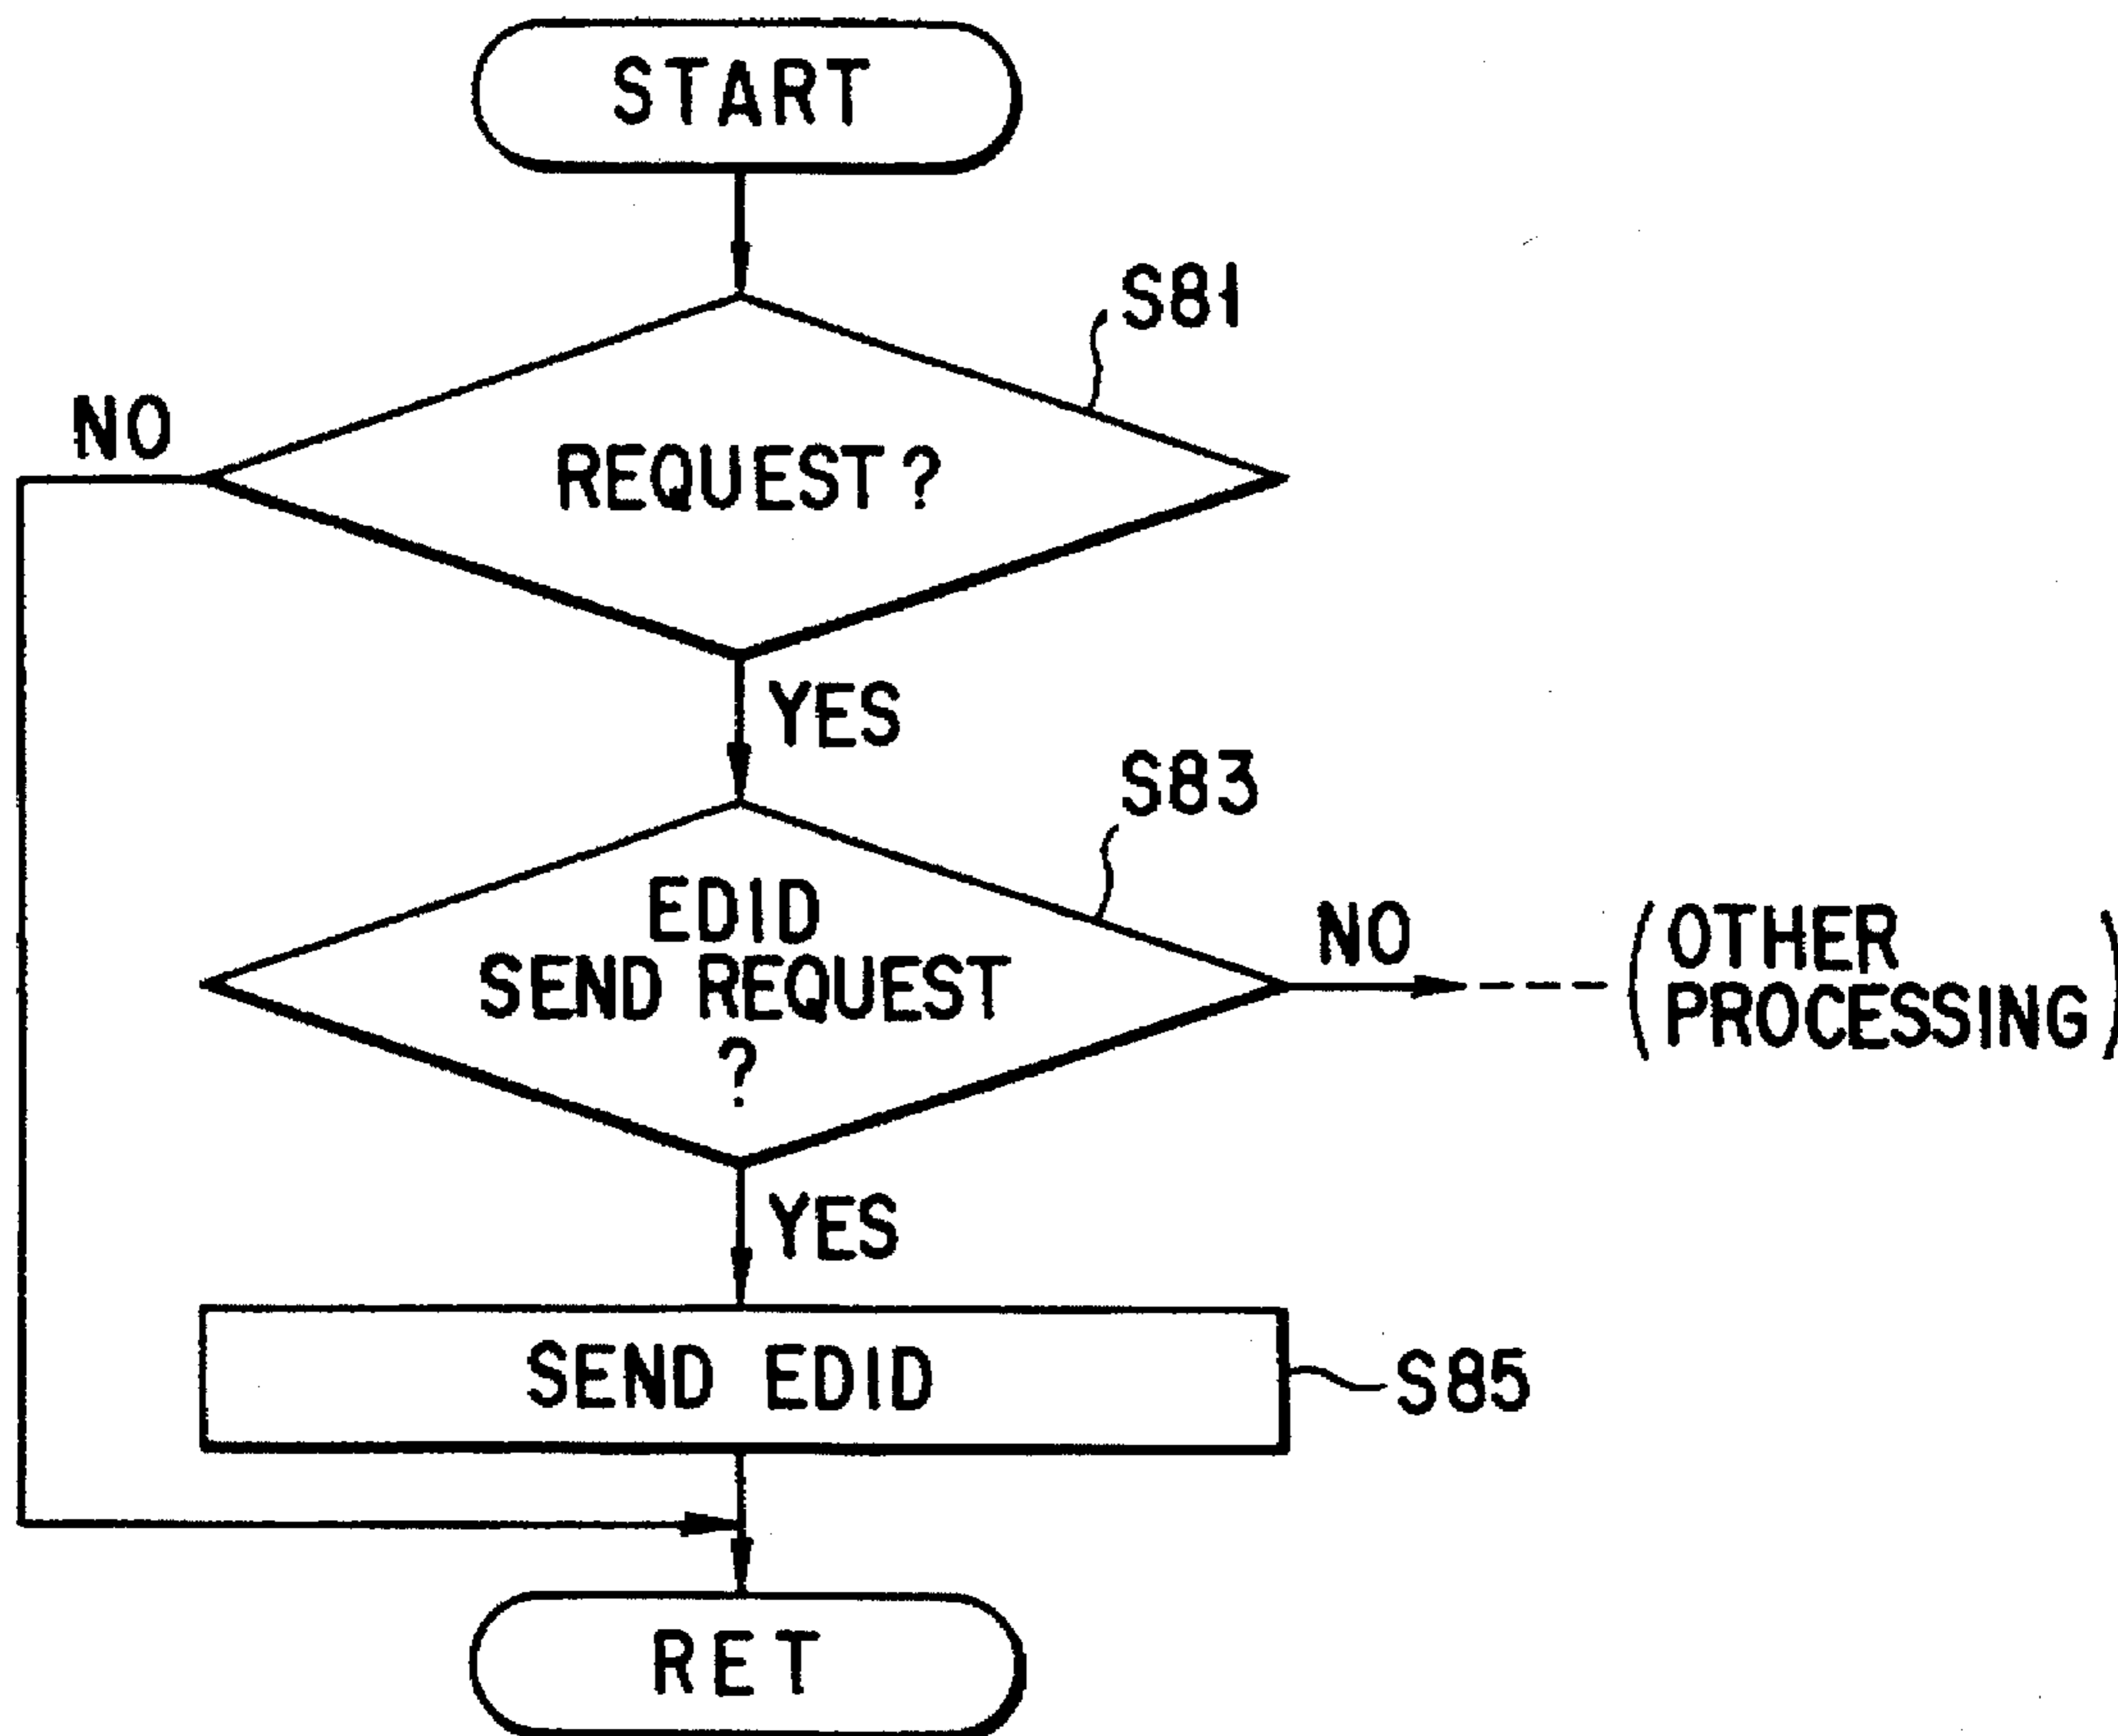 START
S81
NO
REQUEST?
YES
S83
EDID
SEND REQUEST
?
NO
(OTHER
PROCESSING)
YES
SEND EDID
S85
RET